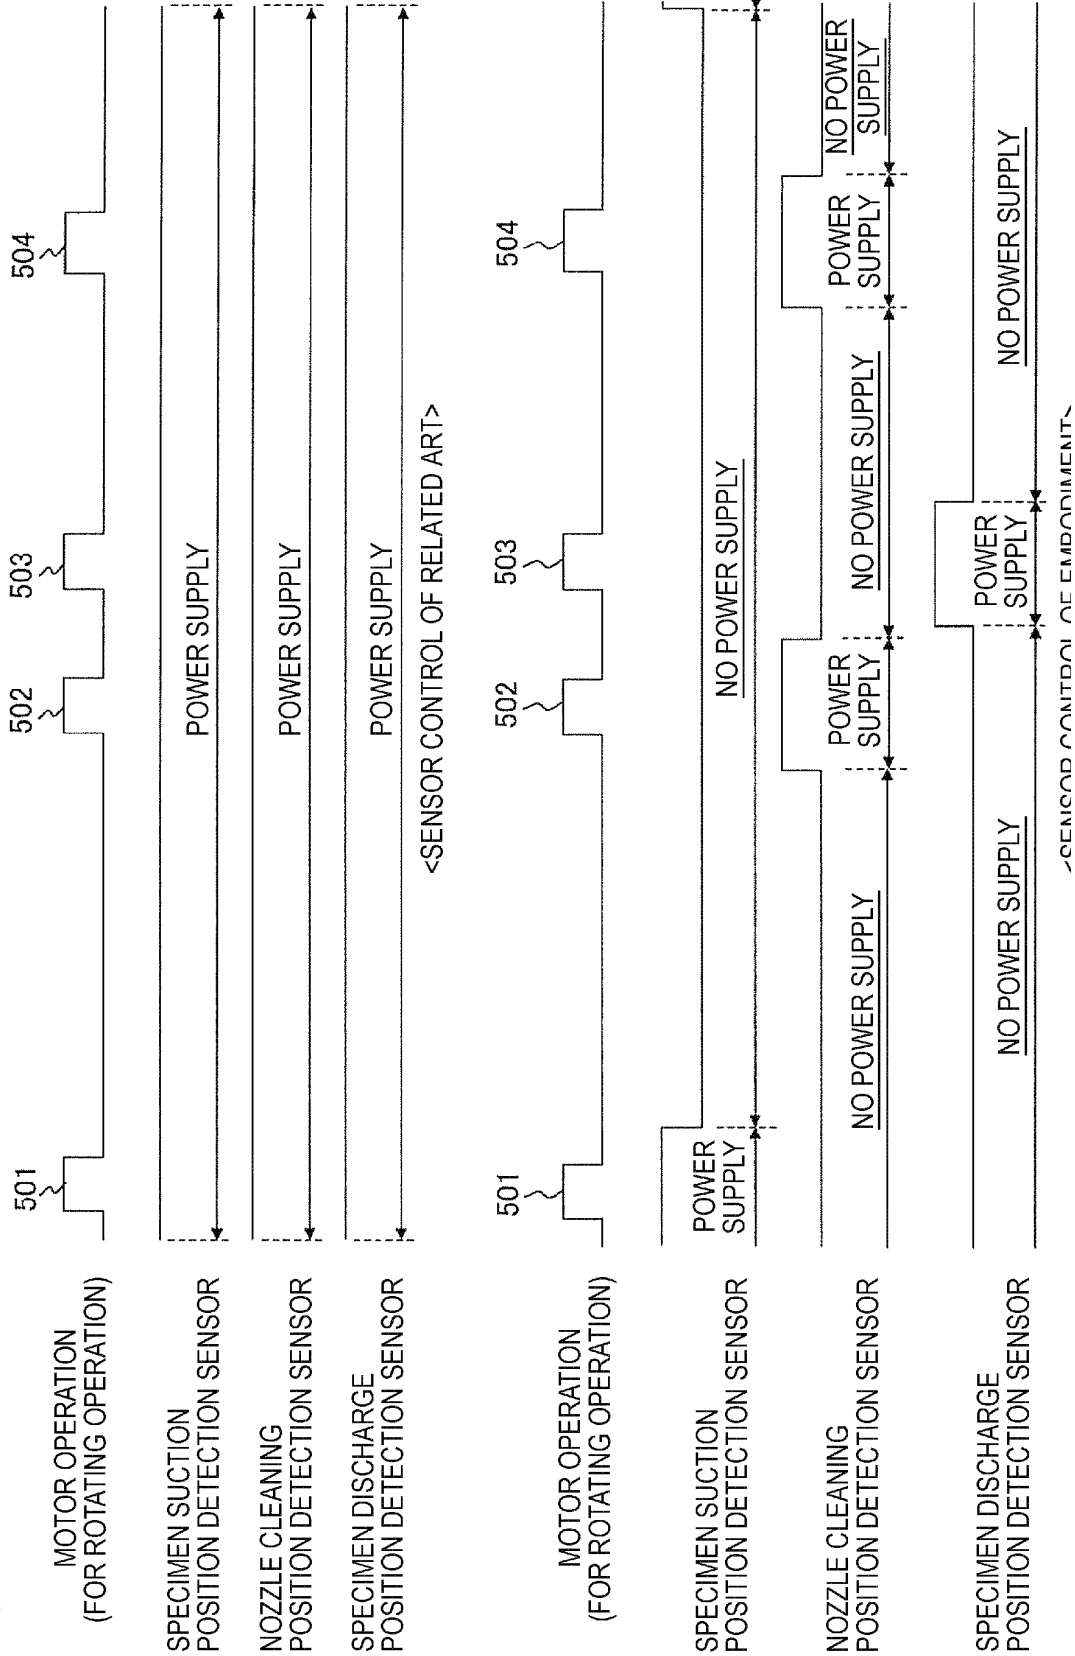 501
502
503
504
MOTOR OPERATION
(FOR ROTATING OPERATION)
SPECIMEN SUCTION
POSITION DETECTION SENSOR
POWER SUPPLY
NOZZLE CLEANING
POSITION DETECTION SENSOR
POWER SUPPLY
SPECIMEN DISCHARGE
POSITION DETECTION SENSOR
POWER SUPPLY
<SENSOR CONTROL OF RELATED ART>
501
502
503
504
MOTOR OPERATION
(FOR ROTATING OPERATION)
SPECIMEN SUCTION
POSITION DETECTION SENSOR
POWER
SUPPLY
NO POWER SUPPLY
NOZZLE CLEANING
POSITION DETECTION SENSOR
NO POWER SUPPLY
POWER
SUPPLY
NO POWER SUPPLY
POWER
SUPPLY
NO POWER
SUPPLY
SPECIMEN DISCHARGE
POSITION DETECTION SENSOR
NO POWER SUPPLY
POWER
SUPPLY
NO POWER SUPPLY
<SENSOR CONTROL OF EMBODIMENT>